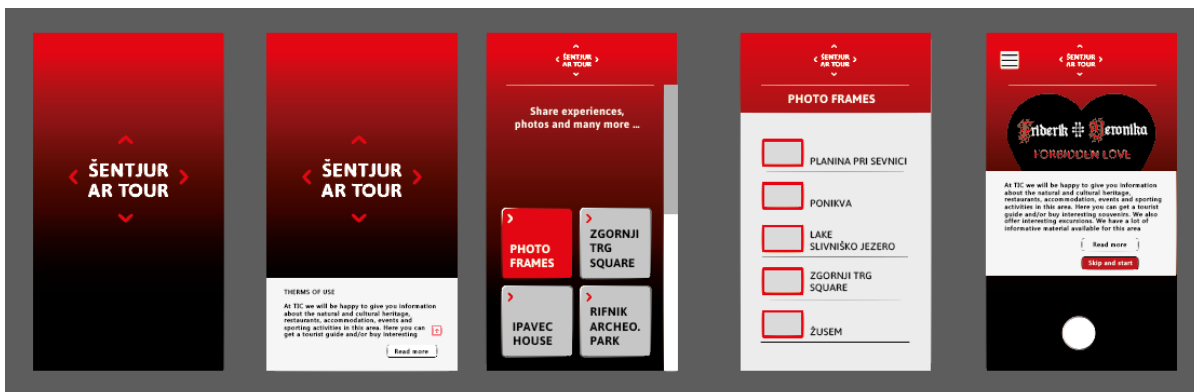 ŠENTJUR
AR TOUR
ŠENTJUR
AR TOUR
THERMS OF USE
At TIC we will be happy to give you information
about the natural and cultural heritage,
restaurants, accommodation, events and
sporting activities in this area. Here you can
get a tourist guide and/or buy interesting
Read more
ŠENTJUR
AR TOUR
Share experiences,
photos and many more ...
PHOTO
FRAMES
ZGORNJI
TRG
SQUARE
IPAVEC
HOUSE
RIFNIK
ARCHEO.
PARK
ŠENTJUR
AR TOUR
PHOTO FRAMES
PLANINA PRI SEVNICI
PONIKVA
LAKE
SLIVNIŠKO JEZERO
ZGORNJI TRG
SQUARE
ŽUSEM
ŠENTJUR
AR TOUR
Friderik Veronika
FORBIDDEN LOVE
At TIC we will be happy to give you information
about the natural and cultural heritage,
restaurants, accommodation, events and sporting
activities in this area. Here you can get a tourist
guide and/or buy interesting souvenirs. We also
offer interesting excursions. We have a lot of
informative material available for this area
Read more
Skip and start